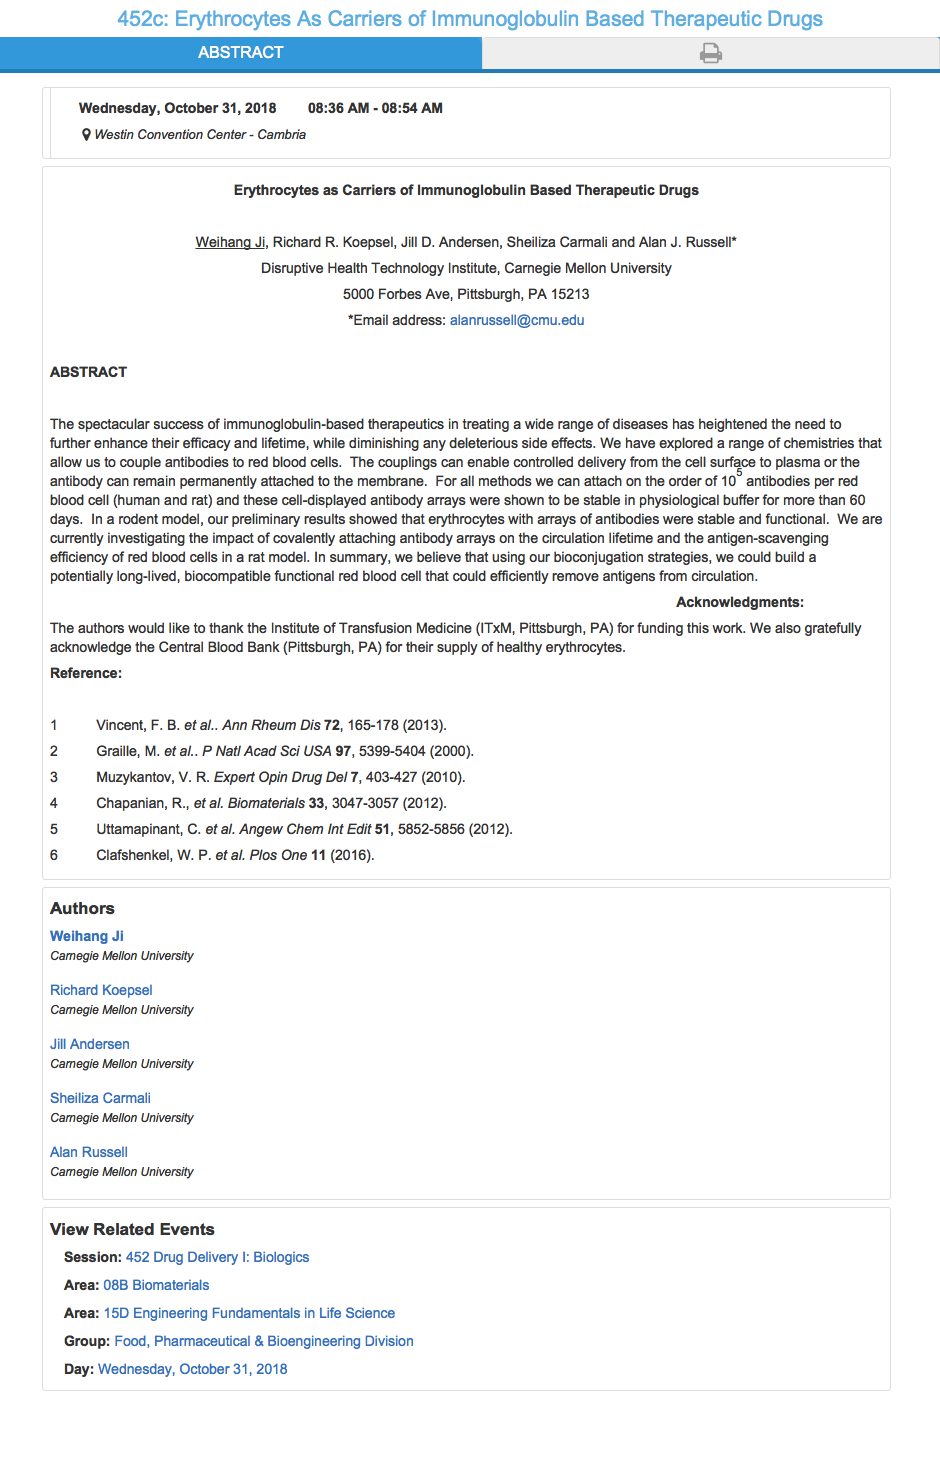 452c: Erythrocytes As Carriers of Immunoglobulin Based Therapeutic Drugs
ABSTRACT
Wednesday, October 31, 2018 08:36 AM - 08:54 AM
Westin Convention Center - Cambria
Erythrocytes as Carriers of Immunoglobulin Based Therapeutic Drugs
Weihang Ji, Richard R. Koepsel, Jill D. Andersen, Sheiliza Carmali and Alan J. Russell*
Disruptive Health Technology Institute, Carnegie Mellon University
5000 Forbes Ave, Pittsburgh, PA 15213
*Email address: alanrussell@cmu.edu
ABSTRACT
The spectacular success of immunoglobulin-based therapeutics in treating a wide range of diseases has heightened the need to
further enhance their efficacy and lifetime, while diminishing any deleterious side effects. We have explored a range of chemistries that
allow us to couple antibodies to red blood cells.  The couplings can enable controlled delivery from the cell surface to plasma or the
antibody can remain permanently attached to the membrane.  For all methods we can attach on the order of 10⁵ antibodies per red
blood cell (human and rat) and these cell-displayed antibody arrays were shown to be stable in physiological buffer for more than 60
days.  In a rodent model, our preliminary results showed that erythrocytes with arrays of antibodies were stable and functional.  We are
currently investigating the impact of covalently attaching antibody arrays on the circulation lifetime and the antigen-scavenging
efficiency of red blood cells in a rat model. In summary, we believe that using our bioconjugation strategies, we could build a
potentially long-lived, biocompatible functional red blood cell that could efficiently remove antigens from circulation.
Acknowledgments:
The authors would like to thank the Institute of Transfusion Medicine (ITxM, Pittsburgh, PA) for funding this work. We also gratefully
acknowledge the Central Blood Bank (Pittsburgh, PA) for their supply of healthy erythrocytes.
Reference:
1 Vincent, F. B. et al.. Ann Rheum Dis 72, 165-178 (2013).
2 Graille, M. et al.. P Natl Acad Sci USA 97, 5399-5404 (2000).
3 Muzykantov, V. R. Expert Opin Drug Del 7, 403-427 (2010).
4 Chapanian, R., et al. Biomaterials 33, 3047-3057 (2012).
5 Uttamapinant, C. et al. Angew Chem Int Edit 51, 5852-5856 (2012).
6 Clafshenkel, W. P. et al. Plos One 11 (2016).
Authors
Weihang Ji
Carnegie Mellon University
Richard Koepsel
Carnegie Mellon University
Jill Andersen
Carnegie Mellon University
Sheiliza Carmali
Carnegie Mellon University
Alan Russell
Carnegie Mellon University
View Related Events
Session: 452 Drug Delivery I: Biologics
Area: 08B Biomaterials
Area: 15D Engineering Fundamentals in Life Science
Group: Food, Pharmaceutical & Bioengineering Division
Day: Wednesday, October 31, 2018